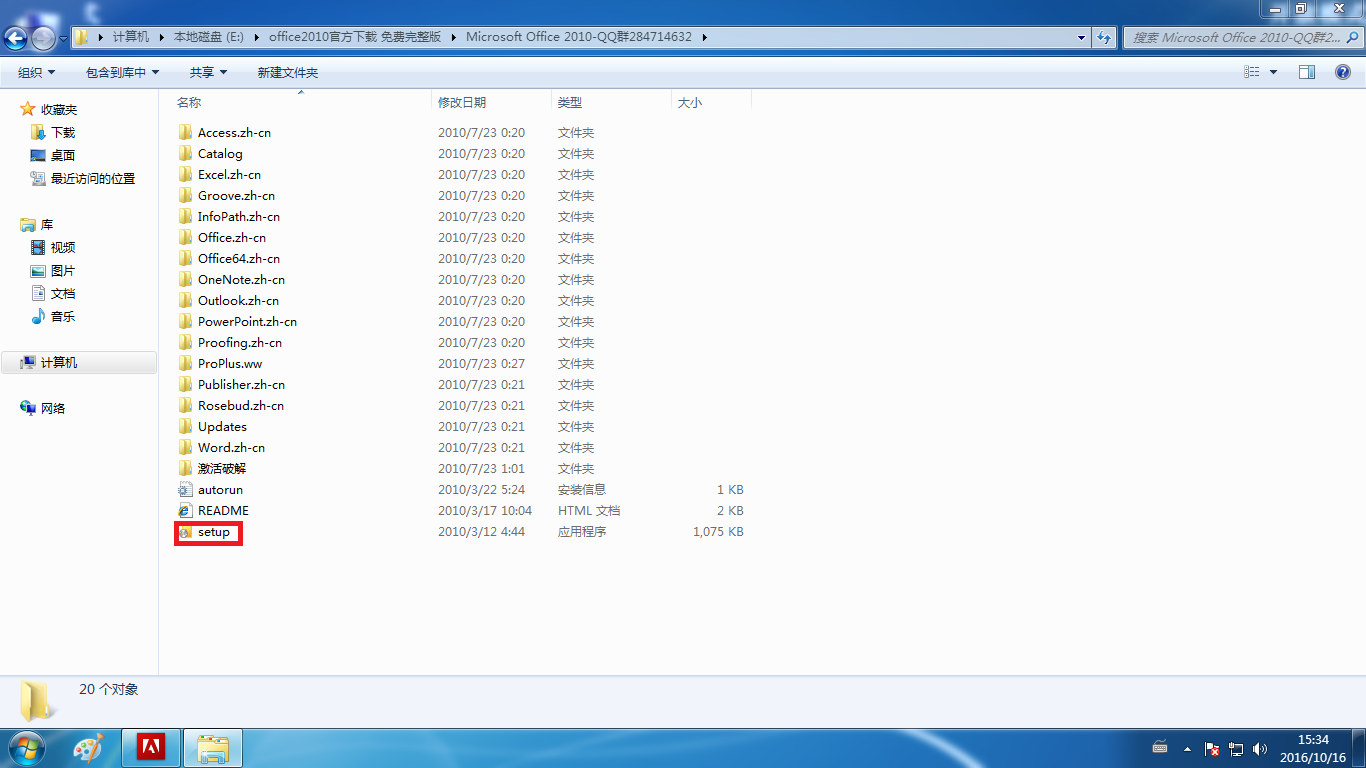 计算机 本地磁盘 (E:) office2010官方下载 免费完整版 Microsoft Office 2010-QQ群284714632
搜索 Microsoft Office 2010-QQ群2...
组织 包含到库中 共享 新建文件夹
收藏夹
下载
桌面
最近访问的位置
库
视频
图片
文档
音乐
计算机
网络
名称 修改日期 类型 大小
Access.zh-cn 2010/7/23 0:20 文件夹
Catalog 2010/7/23 0:20 文件夹
Excel.zh-cn 2010/7/23 0:20 文件夹
Groove.zh-cn 2010/7/23 0:20 文件夹
InfoPath.zh-cn 2010/7/23 0:20 文件夹
Office.zh-cn 2010/7/23 0:20 文件夹
Office64.zh-cn 2010/7/23 0:20 文件夹
OneNote.zh-cn 2010/7/23 0:20 文件夹
Outlook.zh-cn 2010/7/23 0:20 文件夹
PowerPoint.zh-cn 2010/7/23 0:20 文件夹
Proofing.zh-cn 2010/7/23 0:20 文件夹
ProPlus.ww 2010/7/23 0:27 文件夹
Publisher.zh-cn 2010/7/23 0:21 文件夹
Rosebud.zh-cn 2010/7/23 0:21 文件夹
Updates 2010/7/23 0:21 文件夹
Word.zh-cn 2010/7/23 0:21 文件夹
激活破解 2010/7/23 1:01 文件夹
autorun 2010/3/22 5:24 安装信息 1 KB
README 2010/3/17 10:04 HTML 文档 2 KB
setup 2010/3/12 4:44 应用程序 1,075 KB
20 个对象
15:34
2016/10/16